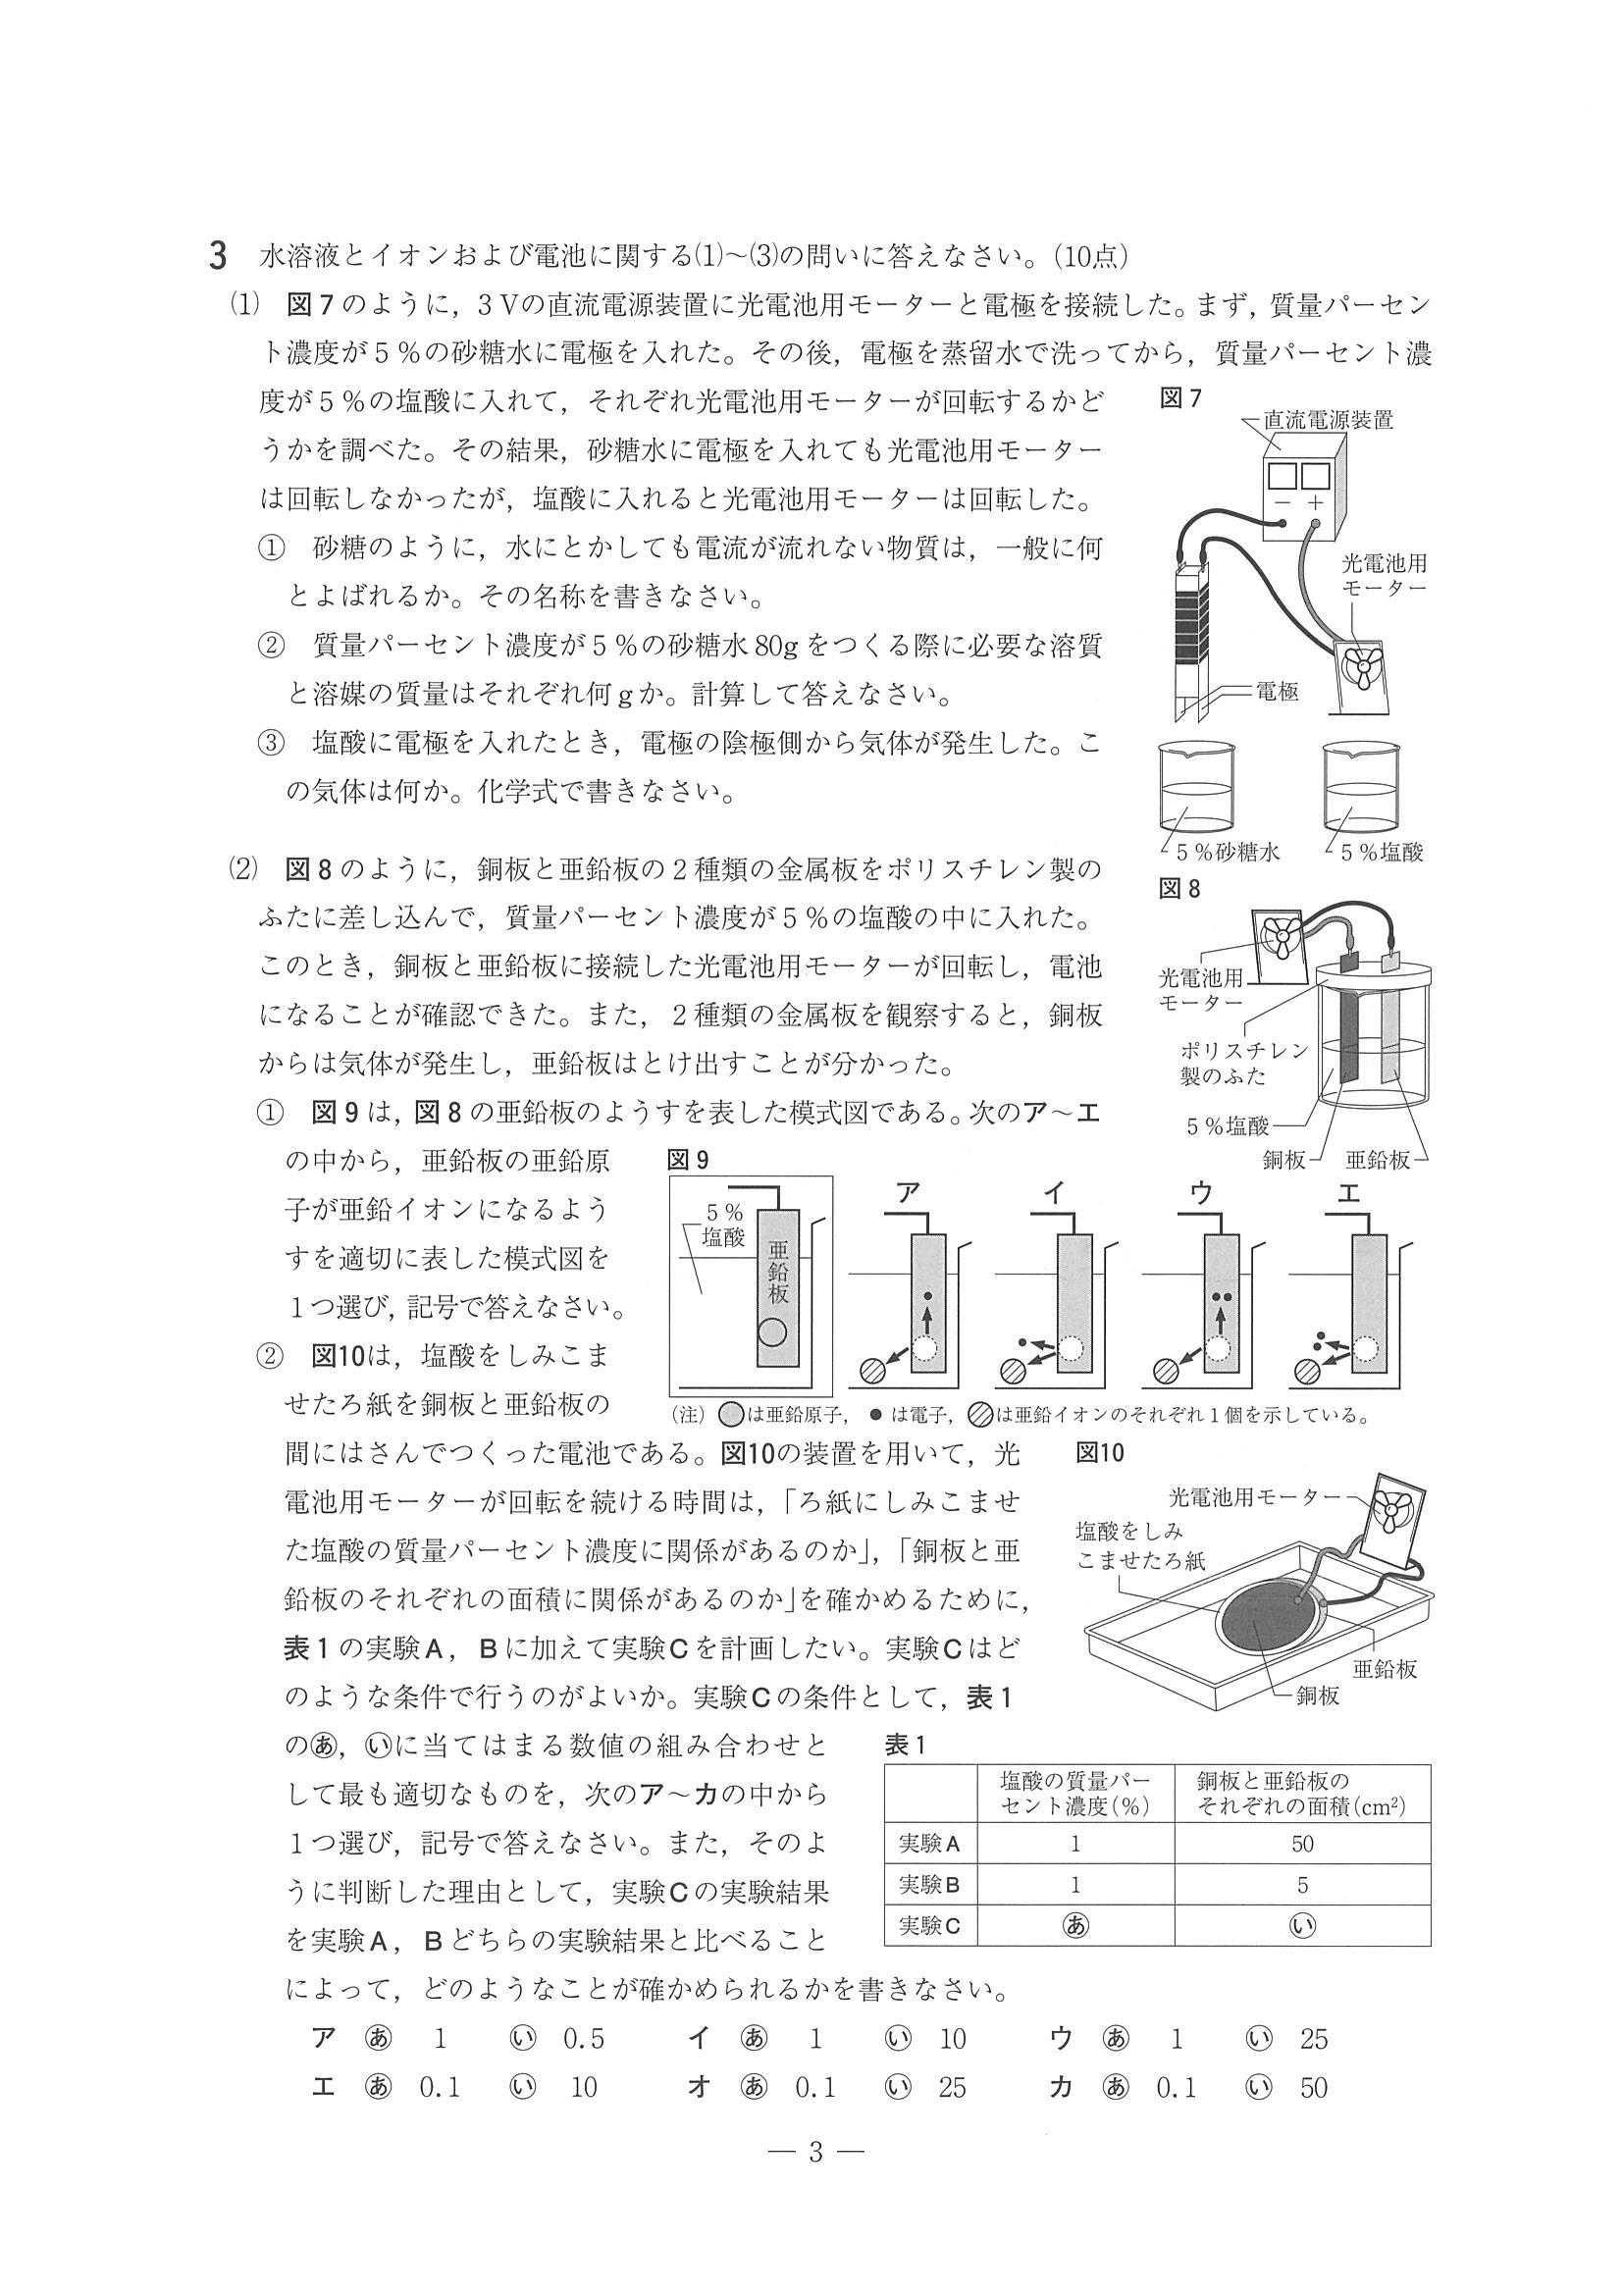 3 水溶液とイオンおよび電池に関する(1)～(3)の問いに答えなさい。(10点)
(1) 図7のように，3Vの直流電源装置に光電池用モーターと電極を接続した。まず，質量パーセン
ト濃度が5％の砂糖水に電極を入れた。その後，電極を蒸留水で洗ってから，質量パーセント濃
度が5％の塩酸に入れて，それぞれ光電池用モーターが回転するかど
うかを調べた。その結果，砂糖水に電極を入れても光電池用モーター
は回転しなかったが，塩酸に入れると光電池用モーターは回転した。
① 砂糖のように，水にとかしても電流が流れない物質は，一般に何
とよばれるか。その名称を書きなさい。
② 質量パーセント濃度が5％の砂糖水80gをつくる際に必要な溶質
と溶媒の質量はそれぞれ何gか。計算して答えなさい。
③ 塩酸に電極を入れたとき，電極の陰極側から気体が発生した。こ
の気体は何か。化学式で書きなさい。
図7
直流電源装置
－ ＋
光電池用
モーター
電極
5％砂糖水
5％塩酸
(2) 図8のように，銅板と亜鉛板の2種類の金属板をポリスチレン製の
ふたに差し込んで，質量パーセント濃度が5％の塩酸の中に入れた。
このとき，銅板と亜鉛板に接続した光電池用モーターが回転し，電池
になることが確認できた。また，2種類の金属板を観察すると，銅板
からは気体が発生し，亜鉛板はとけ出すことが分かった。
図8
光電池用
モーター
ポリスチレン
製のふた
5％塩酸
銅板
亜鉛板
① 図9は，図8の亜鉛板のようすを表した模式図である。次のア～エ
の中から，亜鉛板の亜鉛原
子が亜鉛イオンになるよう
すを適切に表した模式図を
1つ選び，記号で答えなさい。
図9
5％
塩酸
亜鉛板
ア
イ
ウ
エ
(注) ○は亜鉛原子，●は電子，◍は亜鉛イオンのそれぞれ1個を示している。
② 図10は，塩酸をしみこま
せたろ紙を銅板と亜鉛板の
間にはさんでつくった電池である。図10の装置を用いて，光
電池用モーターが回転を続ける時間は，「ろ紙にしみこませ
た塩酸の質量パーセント濃度に関係があるのか」，「銅板と亜
鉛板のそれぞれの面積に関係があるのか」を確かめるために，
表1の実験A，Bに加えて実験Cを計画したい。実験Cはど
のような条件で行うのがよいか。実験Cの条件として，表1
のあ，いに当てはまる数値の組み合わせと
して最も適切なものを，次のア～カの中から
1つ選び，記号で答えなさい。また，そのよ
うに判断した理由として，実験Cの実験結果
を実験A，Bどちらの実験結果と比べること
によって，どのようなことが確かめられるかを書きなさい。
図10
光電池用モーター
塩酸をしみ
こませたろ紙
亜鉛板
銅板
表1
塩酸の質量パー
セント濃度(％)
銅板と亜鉛板の
それぞれの面積(cm²)
実験A 1 50
実験B 1 5
実験C あ い
ア あ 1 い 0.5 イ あ 1 い 10 ウ あ 1 い 25
エ あ 0.1 い 10 オ あ 0.1 い 25 カ あ 0.1 い 50
― 3 ―